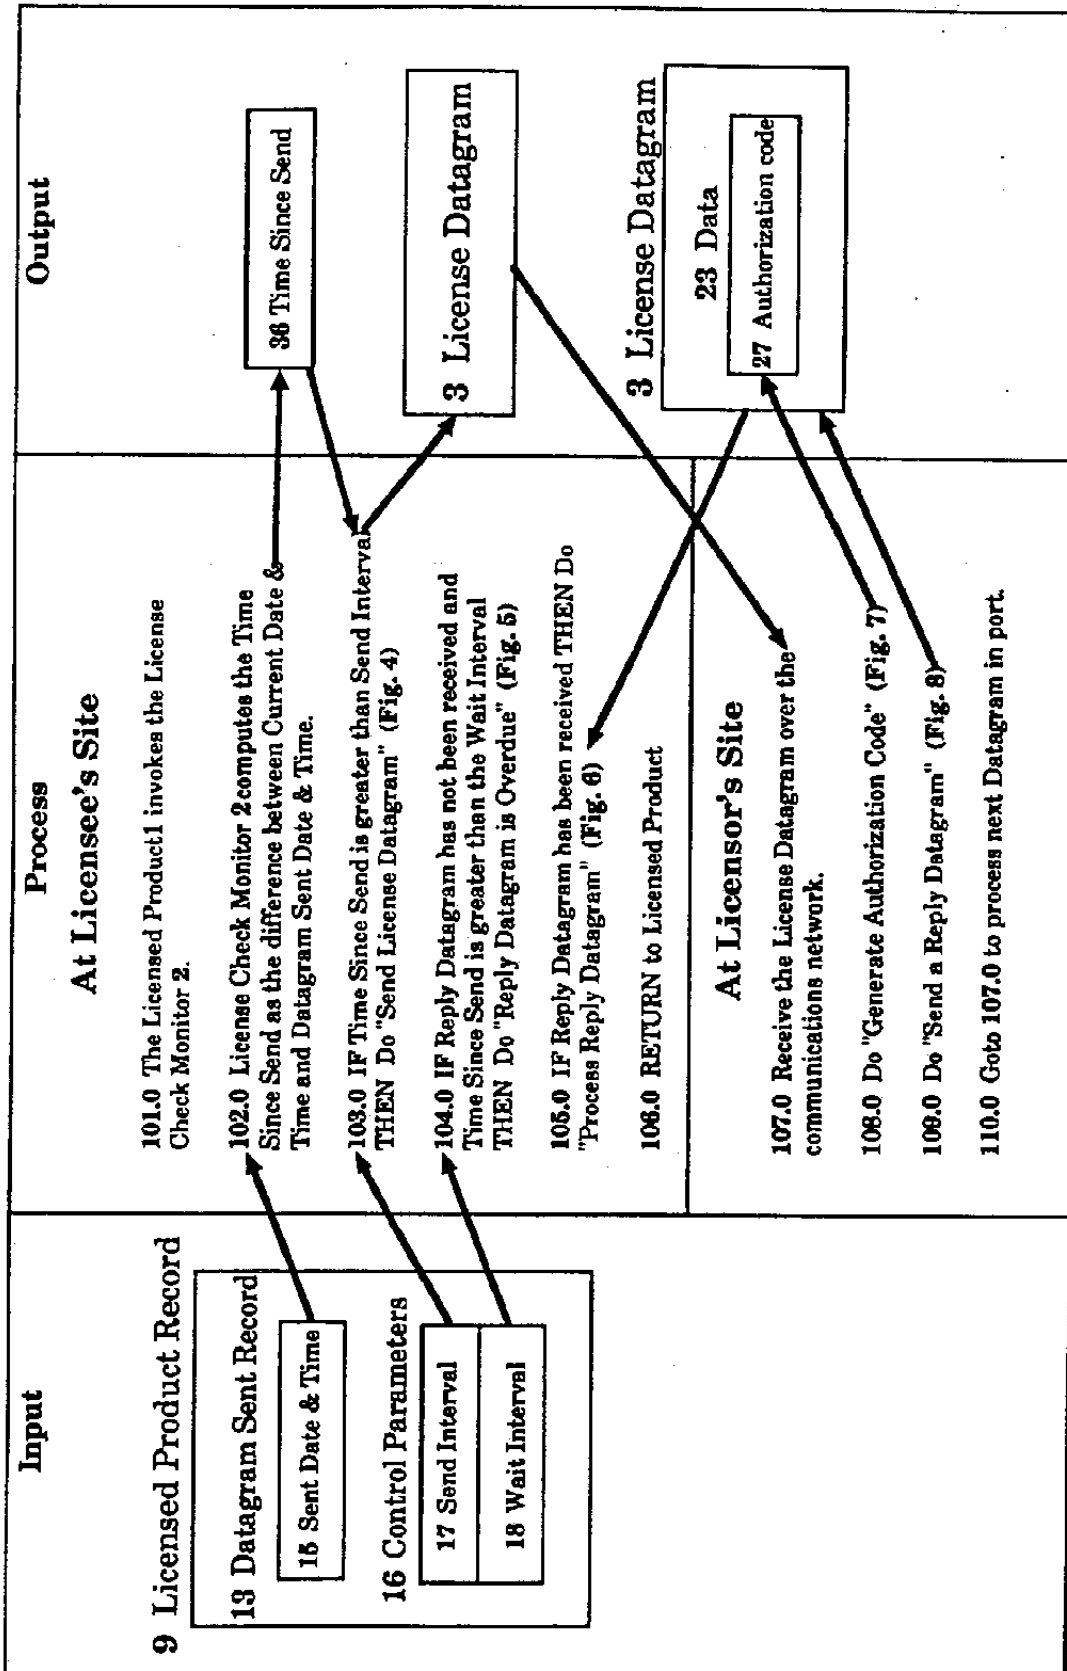 Input
9 Licensed Product Record
13 Datagram Sent Record
15 Sent Date & Time
16 Control Parameters
17 Send Interval
18 Wait Interval
Process
At Licensee's Site
101.0 The Licensed Product1 invokes the License
Check Monitor 2.
102.0 License Check Monitor 2 computes the Time
Since Send as the difference between Current Date &
Time and Datagram Sent Date & Time.
103.0 IF Time Since Send is greater than Send Interval
THEN Do "Send License Datagram" (Fig. 4)
104.0 IF Reply Datagram has not been received and
Time Since Send is greater than the Wait Interval
THEN Do "Reply Datagram is Overdue" (Fig. 5)
105.0 IF Reply Datagram has been received THEN Do
"Process Reply Datagram" (Fig. 6)
106.0 RETURN to Licensed Product
At Licensor's Site
107.0 Receive the License Datagram over the
communications network.
108.0 Do "Generate Authorization Code" (Fig. 7)
109.0 Do "Send a Reply Datagram" (Fig. 8)
110.0 Goto 107.0 to process next Datagram in port.
Output
36 Time Since Send
3 License Datagram
3 License Datagram
23 Data
27 Authorization code